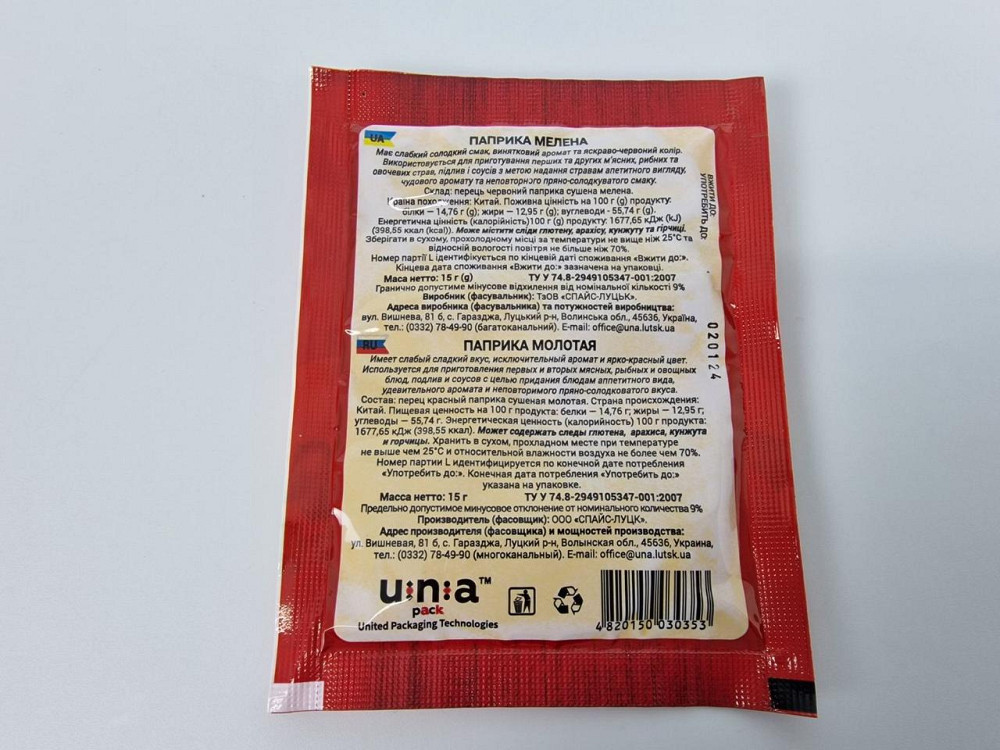 UA
ПАПРИКА МЕЛЕНА
Має слабкий солодкий смак, винятковий аромат та яскраво-червоний колір.
Використовується для приготування перших та других м'ясних, рибних та
овочевих страв, підлив і соусів з метою надання стравам апетитного вигляду,
чудового аромату та неповторного пряно-солодкуватого смаку.
Склад: перець червоний паприка сушена мелена.
Країна походження: Китай. Поживна цінність на 100 г (g) продукту:
білки — 14,76 г (g); жири — 12,95 г (g); вуглеводи - 55,74 г (g).
Енергетична цінність (калорійність)100 г (g) продукту: 1677,65 кДж (kJ)
(398,55 ккал (kcal)). Може містити сліди глютену, арахісу, кунжуту та гірчиці.
Зберігати в сухому, прохолодному місці за температури не вище ніж 25°С та
відносній вологості повітря не більше ніж 70%.
Номер партії L ідентифікується по кінцевій даті споживання «Вжити до:».
Кінцева дата споживання «Вжити до:» зазначена на упаковці.
Маса нетто: 15 г (g) ТУ У 74.8-2949105347-001:2007
Гранично допустиме мінусове відхилення від номінальної кількості 9%
Виробник (фасувальник): ТзОВ «СПАЙС-ЛУЦЬК».
Адреса виробника (фасувальника) та потужностей виробництва:
вул. Вишнева, 81 б, с. Гаразджа, Луцький р-н, Волинська обл., 45636, Україна,
тел.: (0332) 78-49-90 (багатоканальний). E-mail: office@una.lutsk.ua
ВЖИТИ ДО:
УПОТРЕБИТЬ ДО:
020124
RU
ПАПРИКА МОЛОТАЯ
Имеет слабый сладкий вкус, исключительный аромат и ярко-красный цвет.
Используется для приготовления первых и вторых мясных, рыбных и овощных
блюд, подлив и соусов с целью придания блюдам аппетитного вида,
удивительного аромата и неповторимого пряно-солодковатого вкуса.
Состав: перец красный паприка сушеная молотая. Страна происхождения:
Китай. Пищевая ценность на 100 г продукта: белки — 14,76 г; жиры — 12,95 г;
углеводы — 55,74 г. Энергетическая ценность (калорийность) 100 г продукта:
1677,65 кДж (398,55 ккал). Может содержать следы глютена, арахиса, кунжута
и горчицы. Хранить в сухом, прохладном месте при температуре
не выше чем 25°С и относительной влажности воздуха не более чем 70%.
Номер партии L идентифицируется по конечной дате потребления
«Употребить до:». Конечная дата потребления «Употребить до:»
указана на упаковке.
Масса нетто: 15 г ТУ У 74.8-2949105347-001:2007
Предельно допустимое минусовое отклонение от номинального количества 9%
Производитель (фасовщик): ООО «СПАЙС-ЛУЦК».
Адрес производителя (фасовщика) и мощностей производства:
ул. Вишневая, 81 б, с. Гаразджа, Луцкий р-н, Волынская обл., 45636, Украина,
тел.: (0332) 78-49-90 (многоканальный). E-mail: office@una.lutsk.ua
u:n:a™
pack
United Packaging Technologies
4 820150 030353